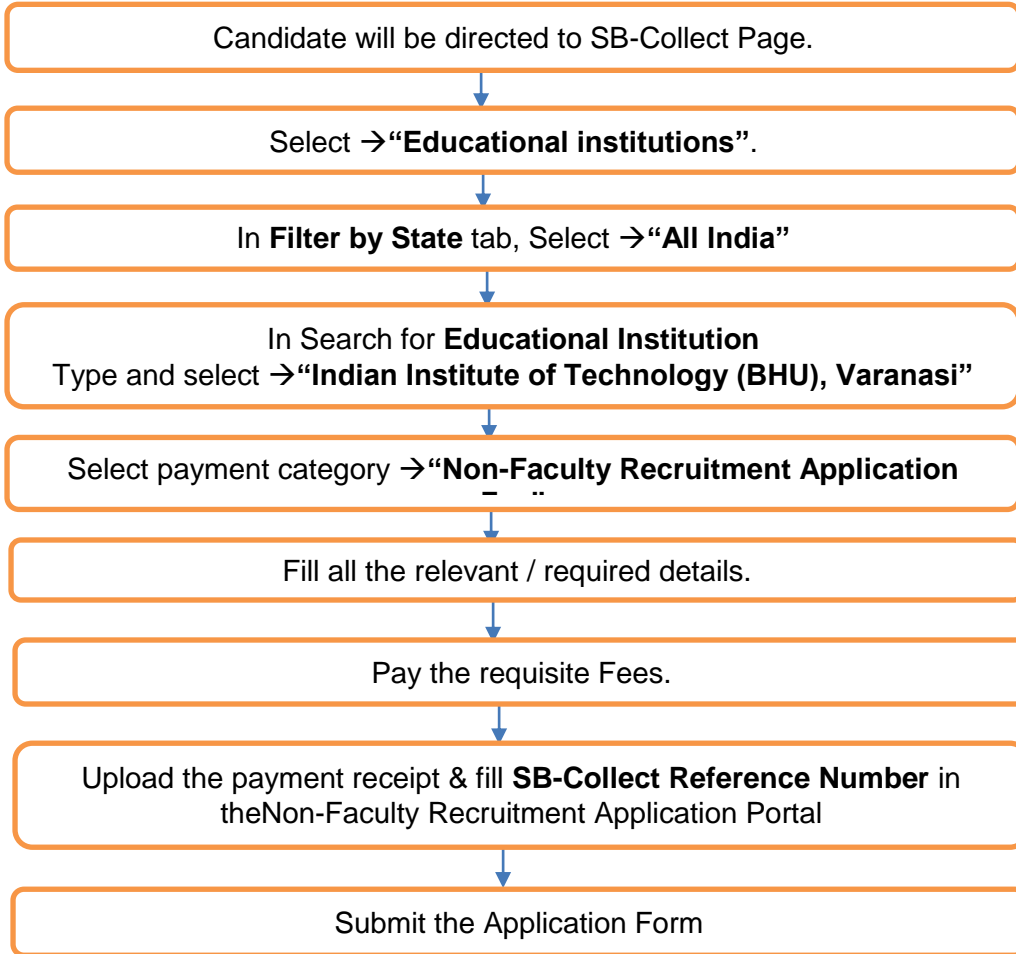 Candidate will be directed to SB-Collect Page.
Select →“Educational institutions”.
In Filter by State tab, Select →“All India”
In Search for Educational Institution
Type and select →“Indian Institute of Technology (BHU), Varanasi”
Select payment category →“Non-Faculty Recruitment Application
Fill all the relevant / required details.
Pay the requisite Fees.
Upload the payment receipt & fill SB-Collect Reference Number in
theNon-Faculty Recruitment Application Portal
Submit the Application Form